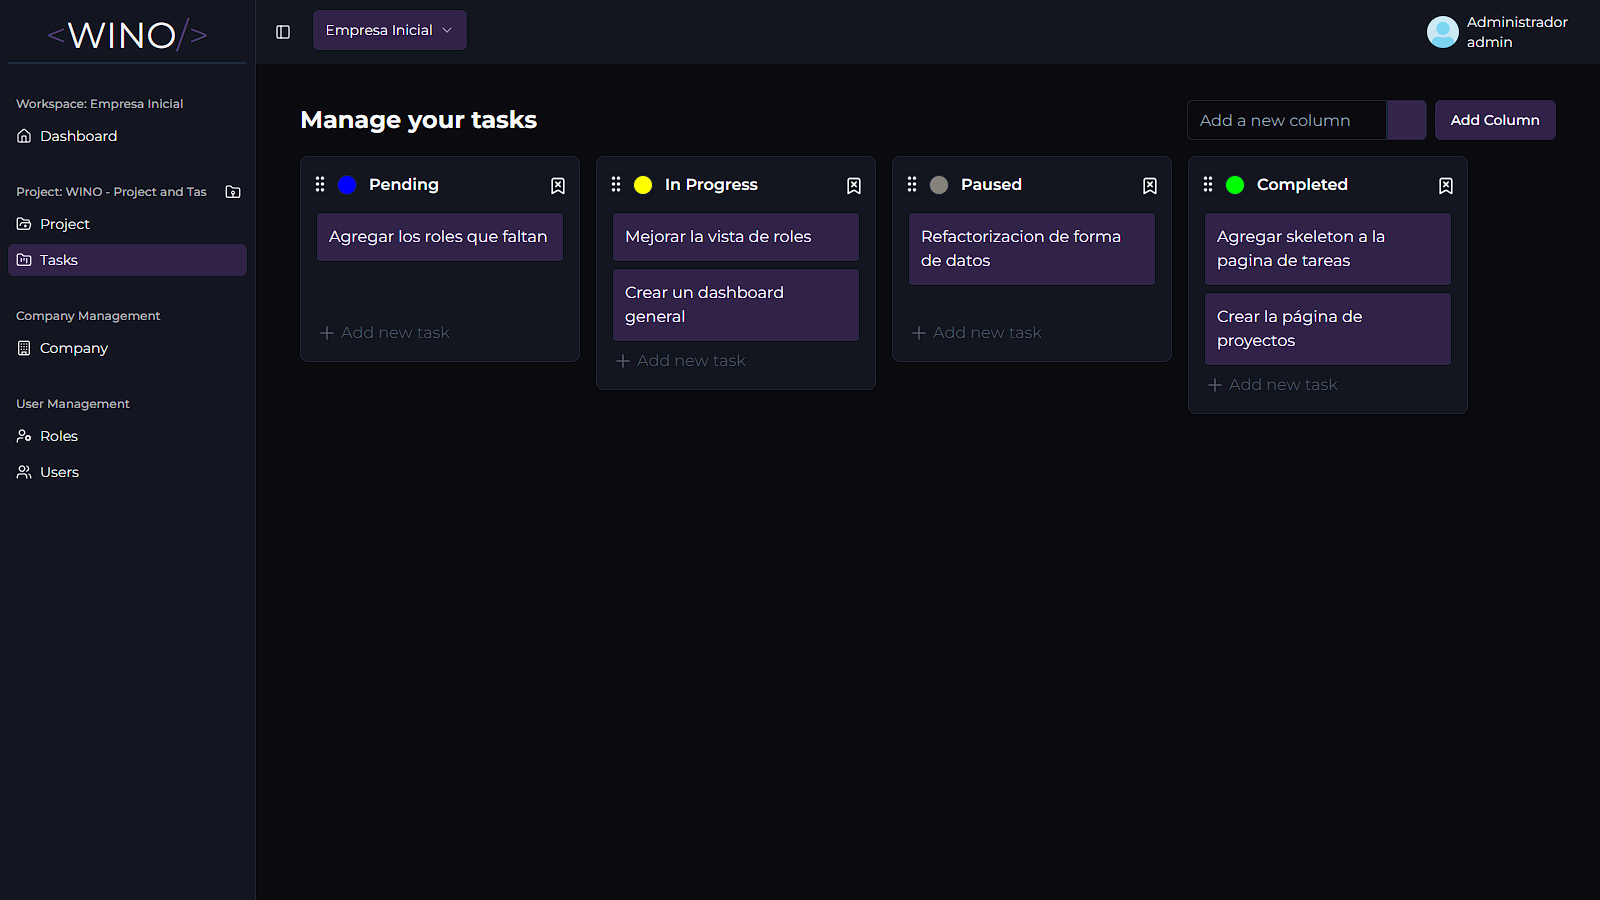 <WINO/>
Workspace: Empresa Inicial
Dashboard
Project: WINO - Project and Tas
Project
Tasks
Company Management
Company
User Management
Roles
Users
Empresa Inicial
Administrador
admin
Manage your tasks
Add a new column
Add Column
Pending
Agregar los roles que faltan
Add new task
In Progress
Mejorar la vista de roles
Crear un dashboard
general
Add new task
Paused
Refactorizacion de forma
de datos
Add new task
Completed
Agregar skeleton a la
pagina de tareas
Crear la página de
proyectos
Add new task